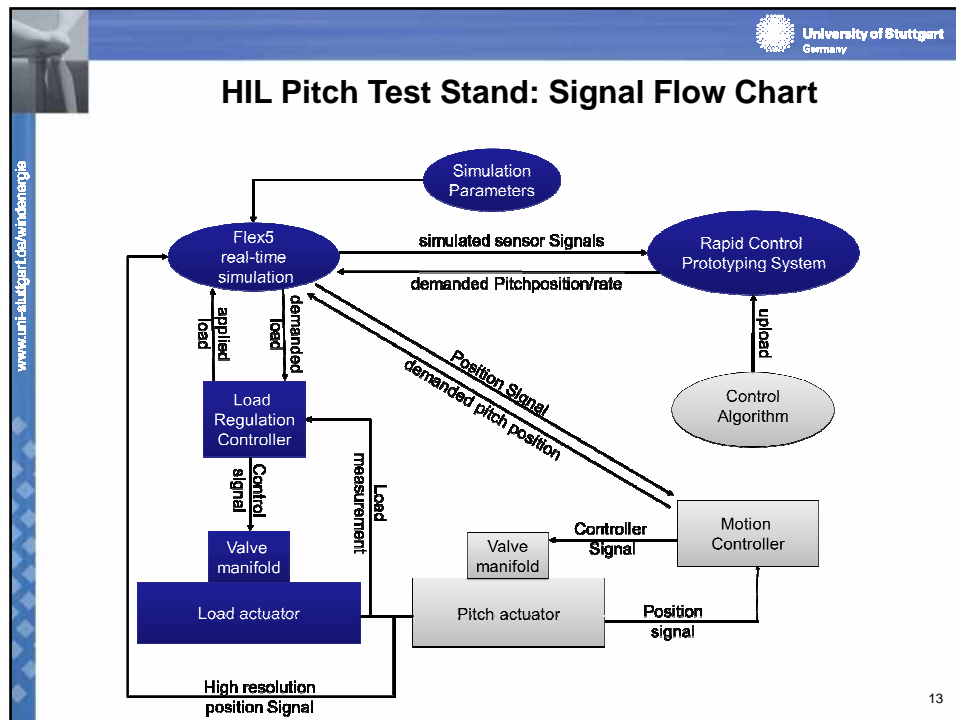 University of Stuttgart
Germany
HIL Pitch Test Stand: Signal Flow Chart
www.uni-stuttgart.de/windenergie
Simulation
Parameters
Flex5
real-time
simulation
simulated sensor Signals
demanded Pitchposition/rate
Rapid Control
Prototyping System
applied
load
demanded
load
upload
Position Signal
demanded pitch position
Control
Algorithm
Load
Regulation
Controller
Control
signal
Load
measurement
Valve
manifold
Load actuator
Valve
manifold
Pitch actuator
Controller
Signal
Motion
Controller
Position
signal
High resolution
position Signal
13